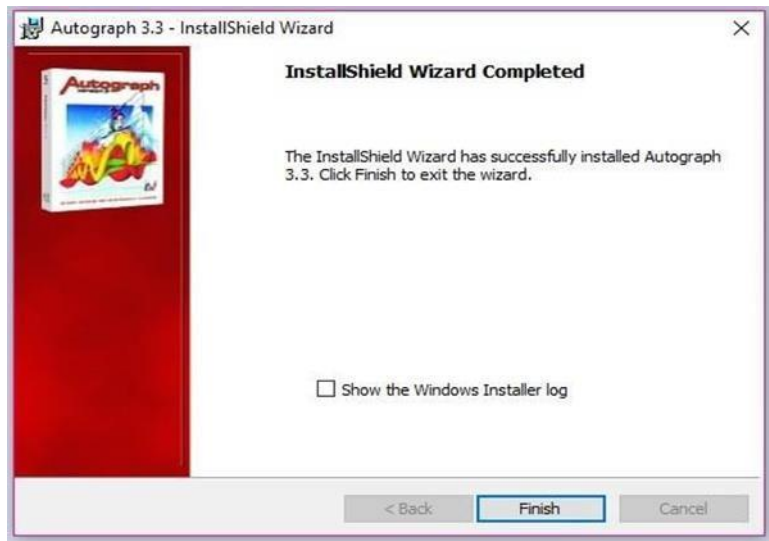 Autograph 3.3 - InstallShield Wizard
Autograph
InstallShield Wizard Completed
The InstallShield Wizard has successfully installed Autograph
3.3. Click Finish to exit the wizard.
Show the Windows Installer log
< Back
Finish
Cancel